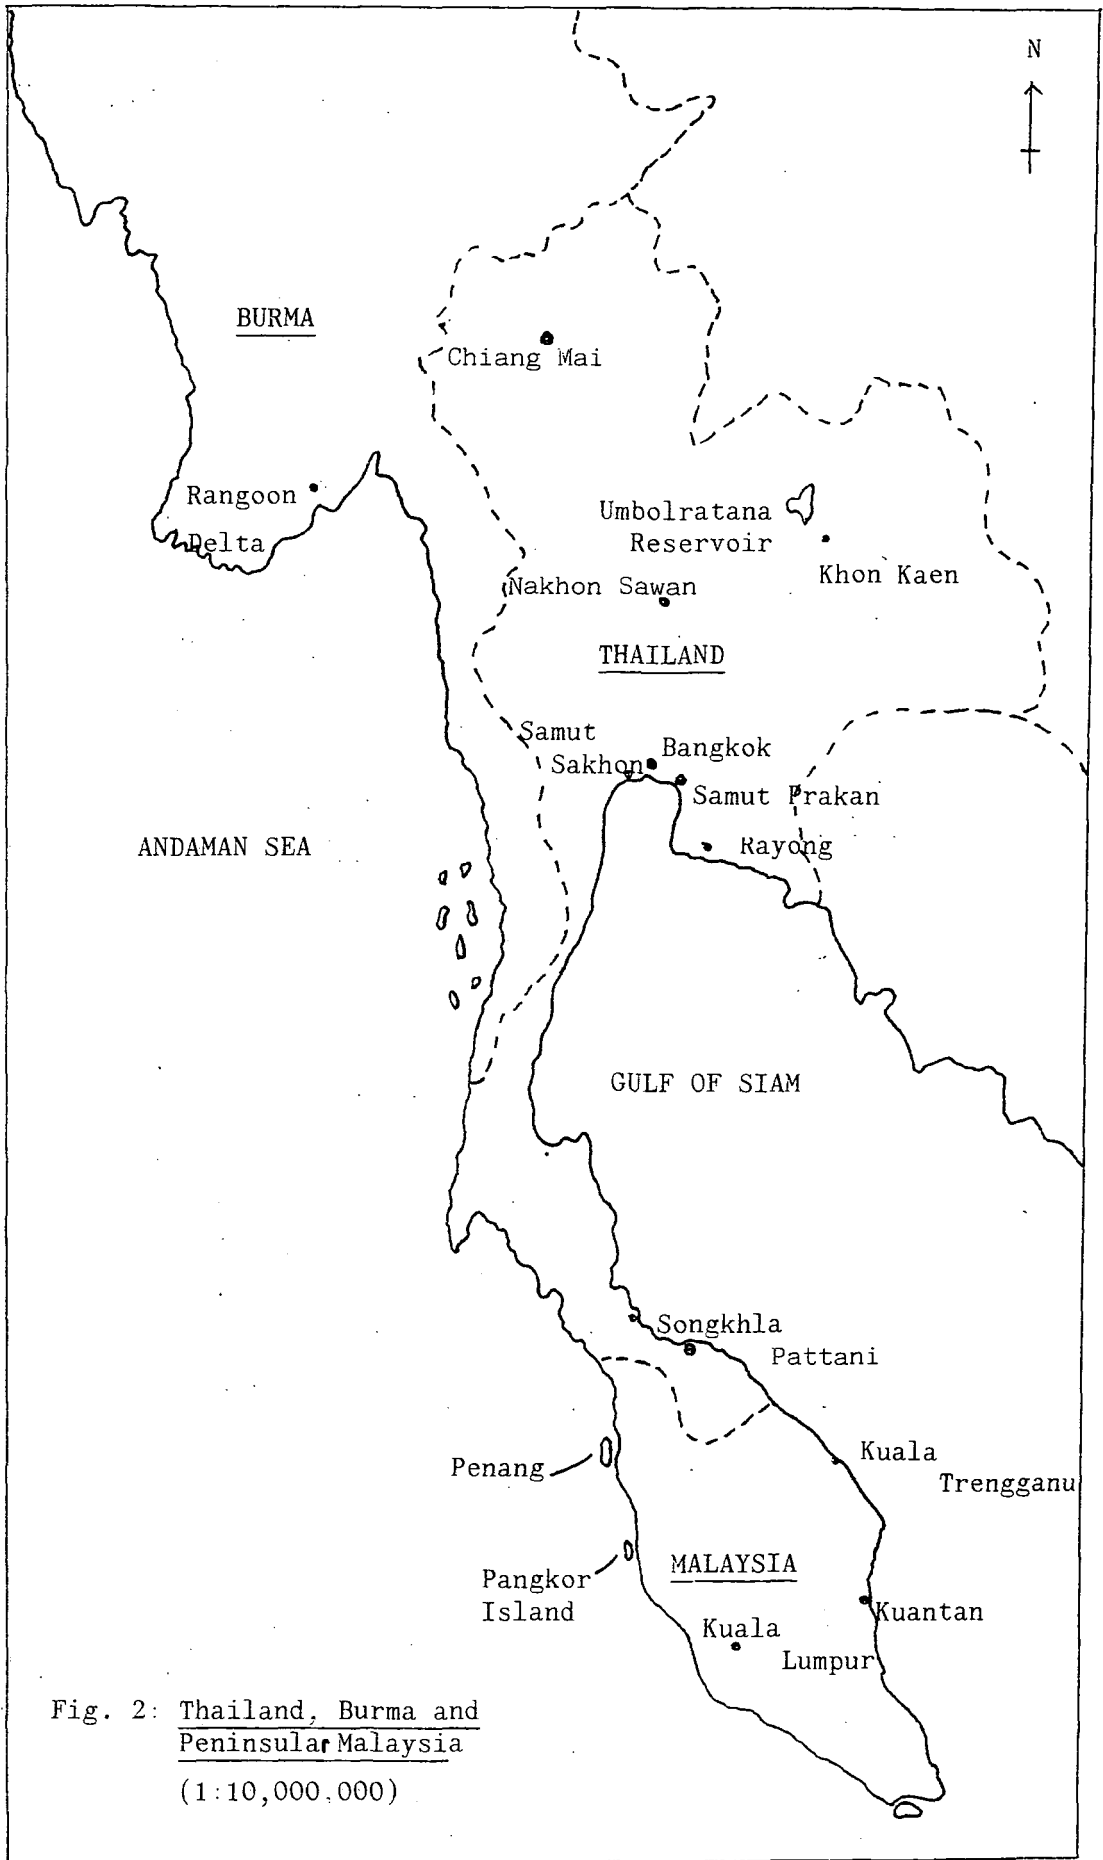 N
BURMA
Chiang Mai
Rangoon
Delta
Umbolratana
Reservoir
Khon Kaen
Nakhon Sawan
THAILAND
Samut
Sakhon
Bangkok
Samut Prakan
Rayong
ANDAMAN SEA
GULF OF SIAM
Songkhla
Pattani
Penang
Kuala
Trengganu
Pangkor
Island
MALAYSIA
Kuantan
Kuala
Lumpur
Fig. 2: Thailand, Burma and
Peninsular Malaysia
(1:10,000,000)